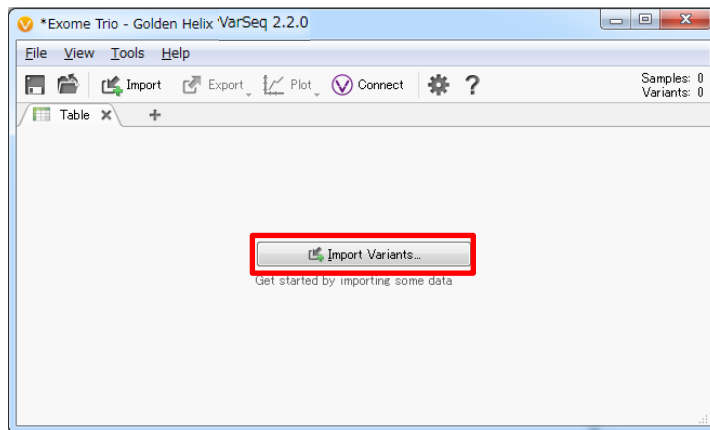 *Exome Trio - Golden Helix VarSeq 2.2.0
File View Tools Help
Import Export Plot Connect ? Samples: 0
Variants: 0
Table +
Import Variants...
Get started by importing some data